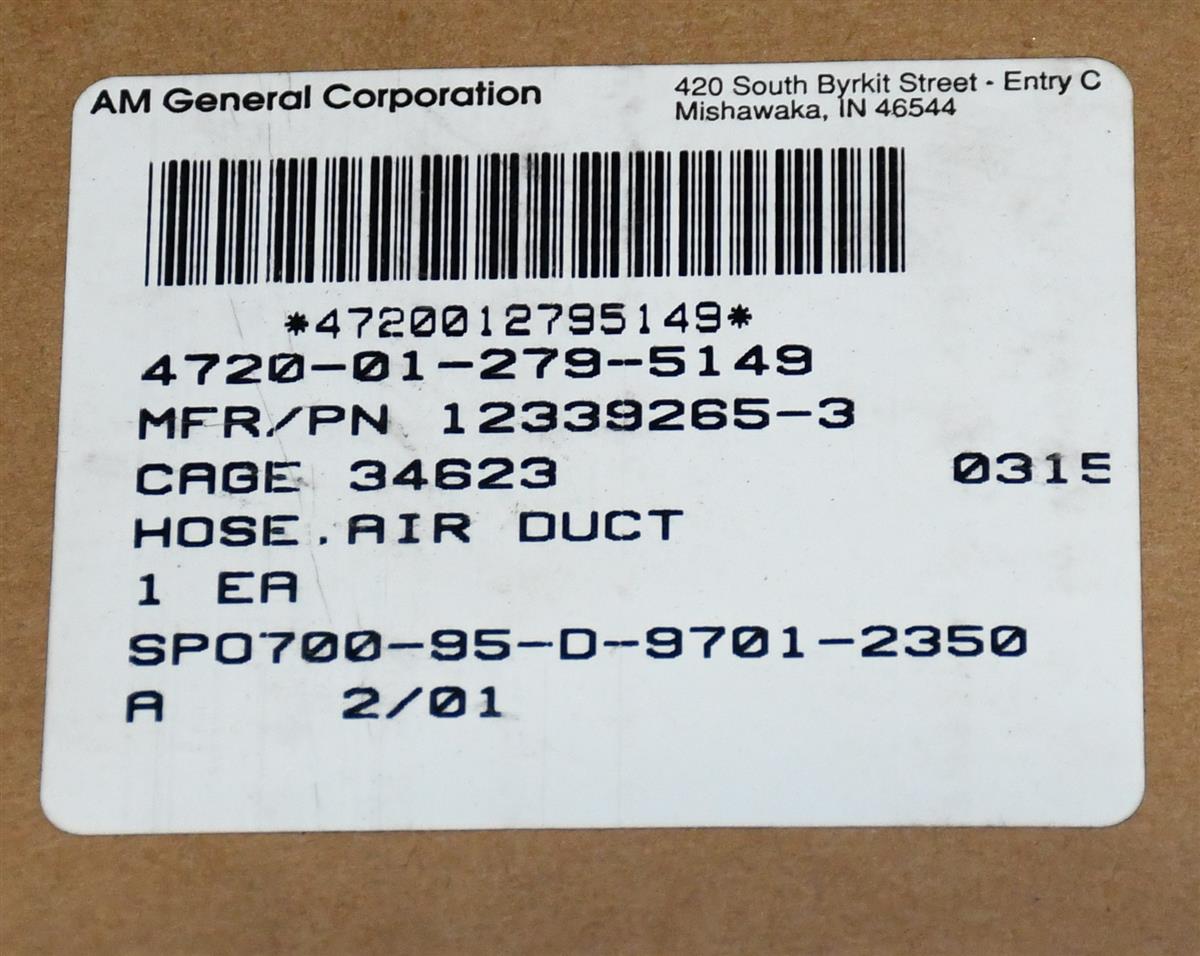 AM General Corporation
420 South Byrkit Street - Entry C
Mishawaka, IN 46544
*4720012795149*
4720-01-279-5149
MFR/PN 12339265-3
CAGE 34623
0315
HOSE.AIR DUCT
1 EA
SP0700-95-D-9701-2350
A 2/01